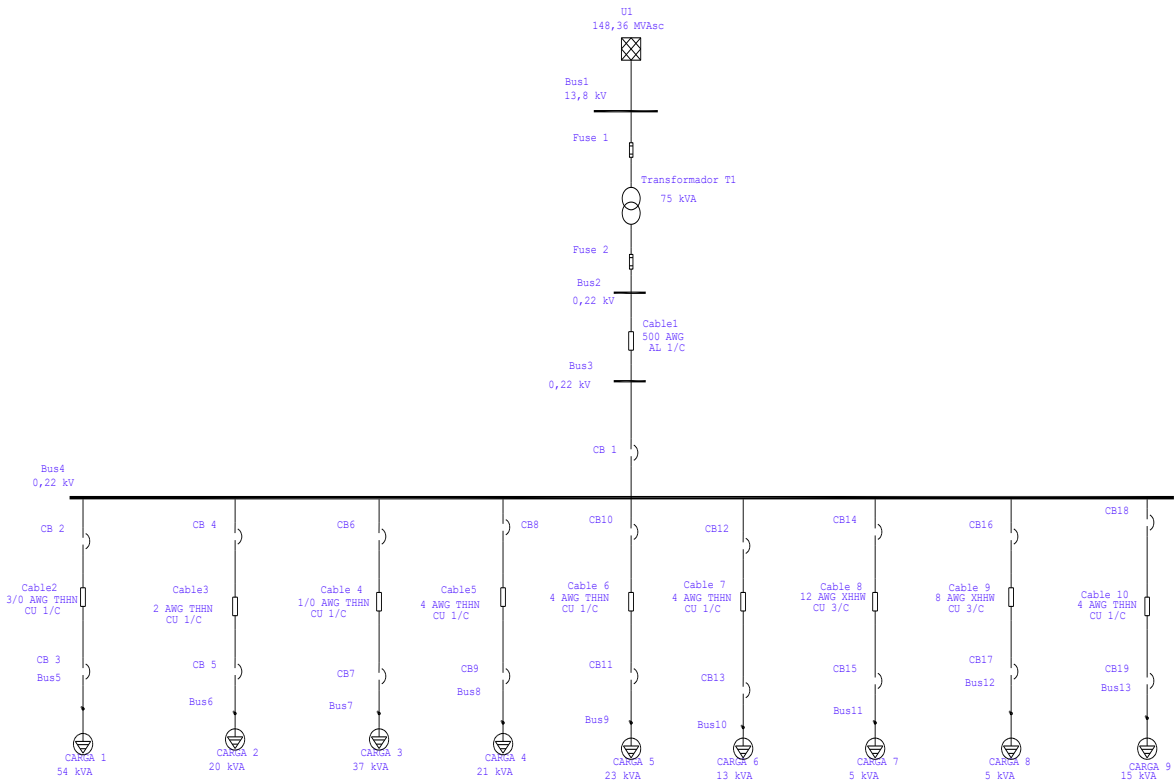 U1
148,36 MVAsc
Bus1
13,8 kV
Fuse 1
Transformador T1
75 kVA
Fuse 2
Bus2
0,22 kV
Cable1
500 AWG
AL 1/C
Bus3
0,22 kV
CB 1
Bus4
0,22 kV
CB 2
Cable2
3/0 AWG THHN
CU 1/C
CB 3
Bus5
CARGA 1
54 kVA
CB 4
Cable3
2 AWG THHN
CU 1/C
CB 5
Bus6
CARGA 2
20 kVA
CB6
Cable 4
1/0 AWG THHN
CU 1/C
CB7
Bus7
CARGA 3
37 kVA
CB8
Cable5
4 AWG THHN
CU 1/C
CB9
Bus8
CARGA 4
21 kVA
CB10
Cable 6
4 AWG THHN
CU 1/C
CB11
Bus9
CARGA 5
23 kVA
CB12
Cable 7
4 AWG THHN
CU 1/C
CB13
Bus10
CARGA 6
13 kVA
CB14
Cable 8
12 AWG XHHW
CU 3/C
CB15
Bus11
CARGA 7
5 kVA
CB16
Cable 9
8 AWG XHHW
CU 3/C
CB17
Bus12
CARGA 8
5 kVA
CB18
Cable 10
4 AWG THHN
CU 1/C
CB19
Bus13
CARGA 9
15 kVA